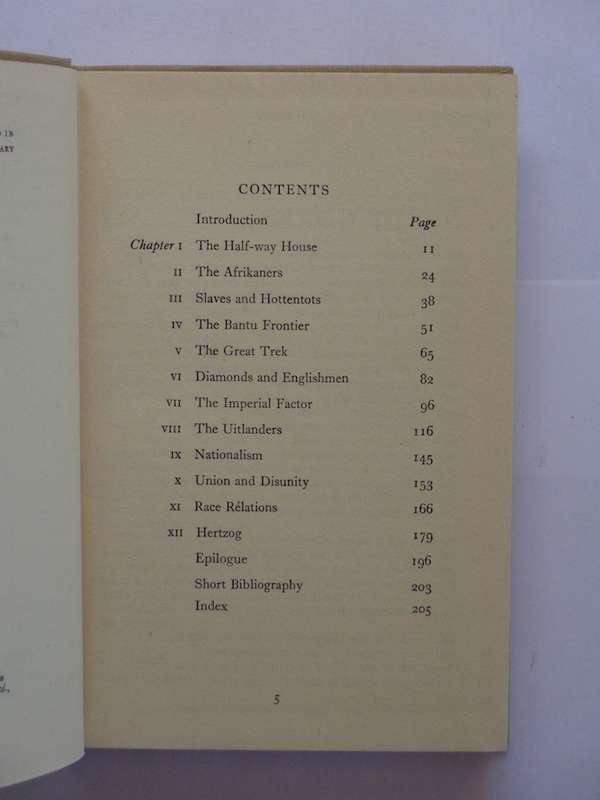 IN
ARY
CONTENTS
Introduction Page
Chapter I The Half-way House 11
II The Afrikaners 24
III Slaves and Hottentots 38
IV The Bantu Frontier 51
V The Great Trek 65
VI Diamonds and Englishmen 82
VII The Imperial Factor 96
VIII The Uitlanders 116
IX Nationalism 145
X Union and Disunity 153
XI Race Rélations 166
XII Hertzog 179
Epilogue 196
Short Bibliography 203
Index 205
5